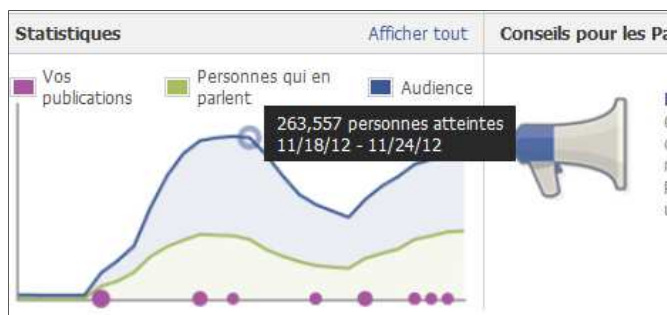 Statistiques
Afficher tout
Conseils pour les
Vos
publications
Personnes qui en
parlent
Audience
263,557 personnes atteintes
11/18/12 - 11/24/12